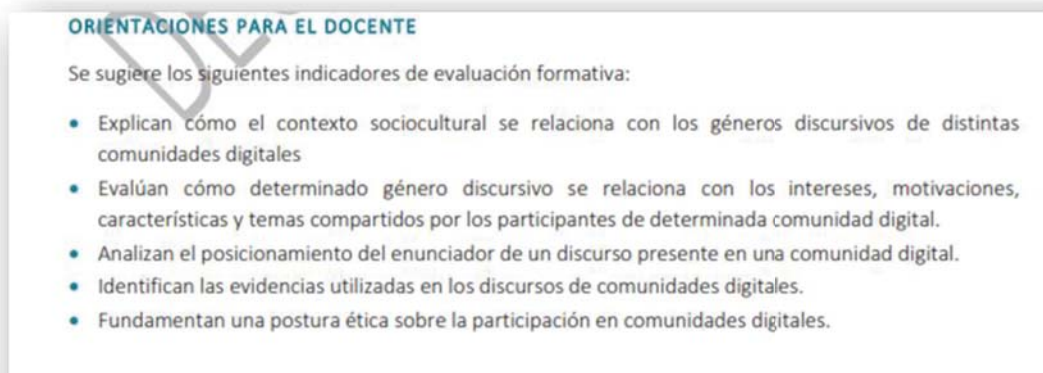 ORIENTACIONES PARA EL DOCENTE
Se sugiere los siguientes indicadores de evaluación formativa:
• Explican cómo el contexto sociocultural se relaciona con los géneros discursivos de distintas
comunidades digitales
• Evalúan cómo determinado género discursivo se relaciona con los intereses, motivaciones,
características y temas compartidos por los participantes de determinada comunidad digital.
• Analizan el posicionamiento del enunciador de un discurso presente en una comunidad digital.
• Identifican las evidencias utilizadas en los discursos de comunidades digitales.
• Fundamentan una postura ética sobre la participación en comunidades digitales.